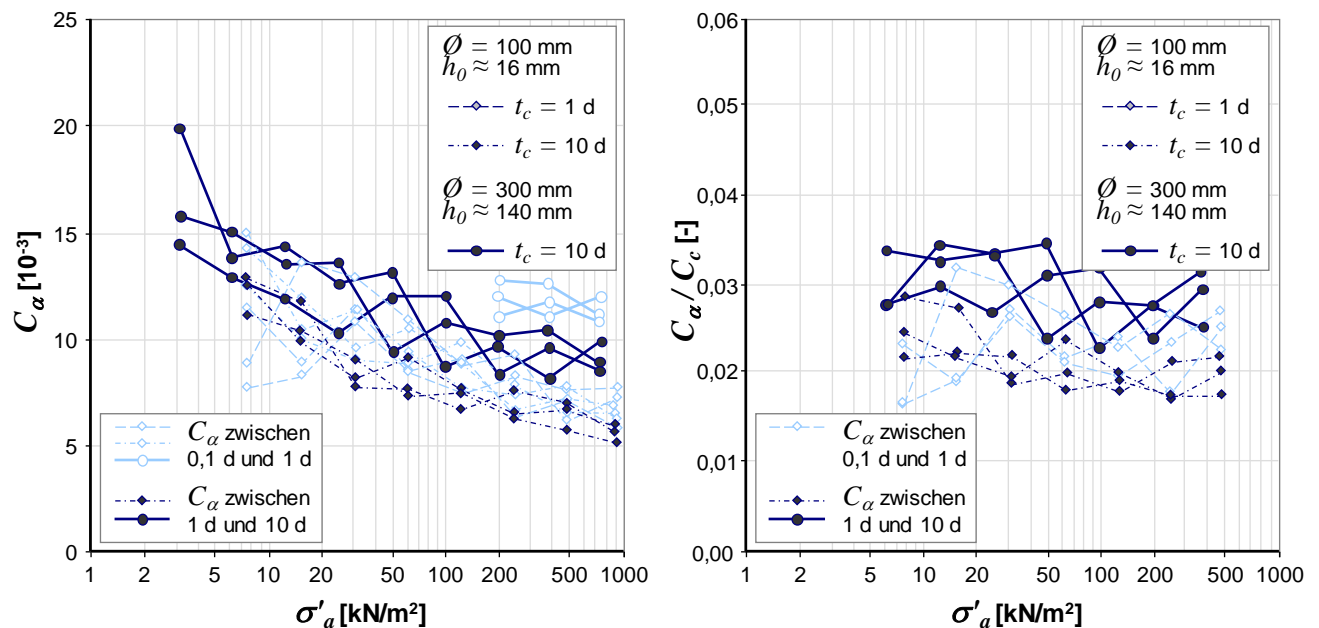 25
20
15
10
5
0
C_α [10⁻³]
1
2
5
10
20
50
100
200
500
1000
σ'_a [kN/m²]
Ø = 100 mm
h₀ ≈ 16 mm
t_c = 1 d
t_c = 10 d
Ø = 300 mm
h₀ ≈ 140 mm
t_c = 10 d
C_α zwischen
0,1 d und 1 d
C_α zwischen
1 d und 10 d
0,06
0,05
0,04
0,03
0,02
0,01
0,00
C_α / C_c [-]
1
2
5
10
20
50
100
200
500
1000
σ'_a [kN/m²]
Ø = 100 mm
h₀ ≈ 16 mm
t_c = 1 d
t_c = 10 d
Ø = 300 mm
h₀ ≈ 140 mm
t_c = 10 d
C_α zwischen
0,1 d und 1 d
C_α zwischen
1 d und 10 d